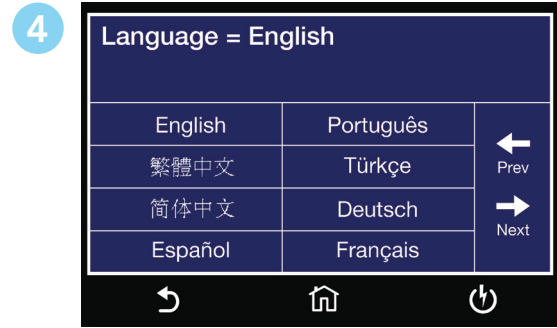 4
Language = English
English
Português
繁體中文
Türkçe
简体中文
Deutsch
Español
Français
Prev
Next